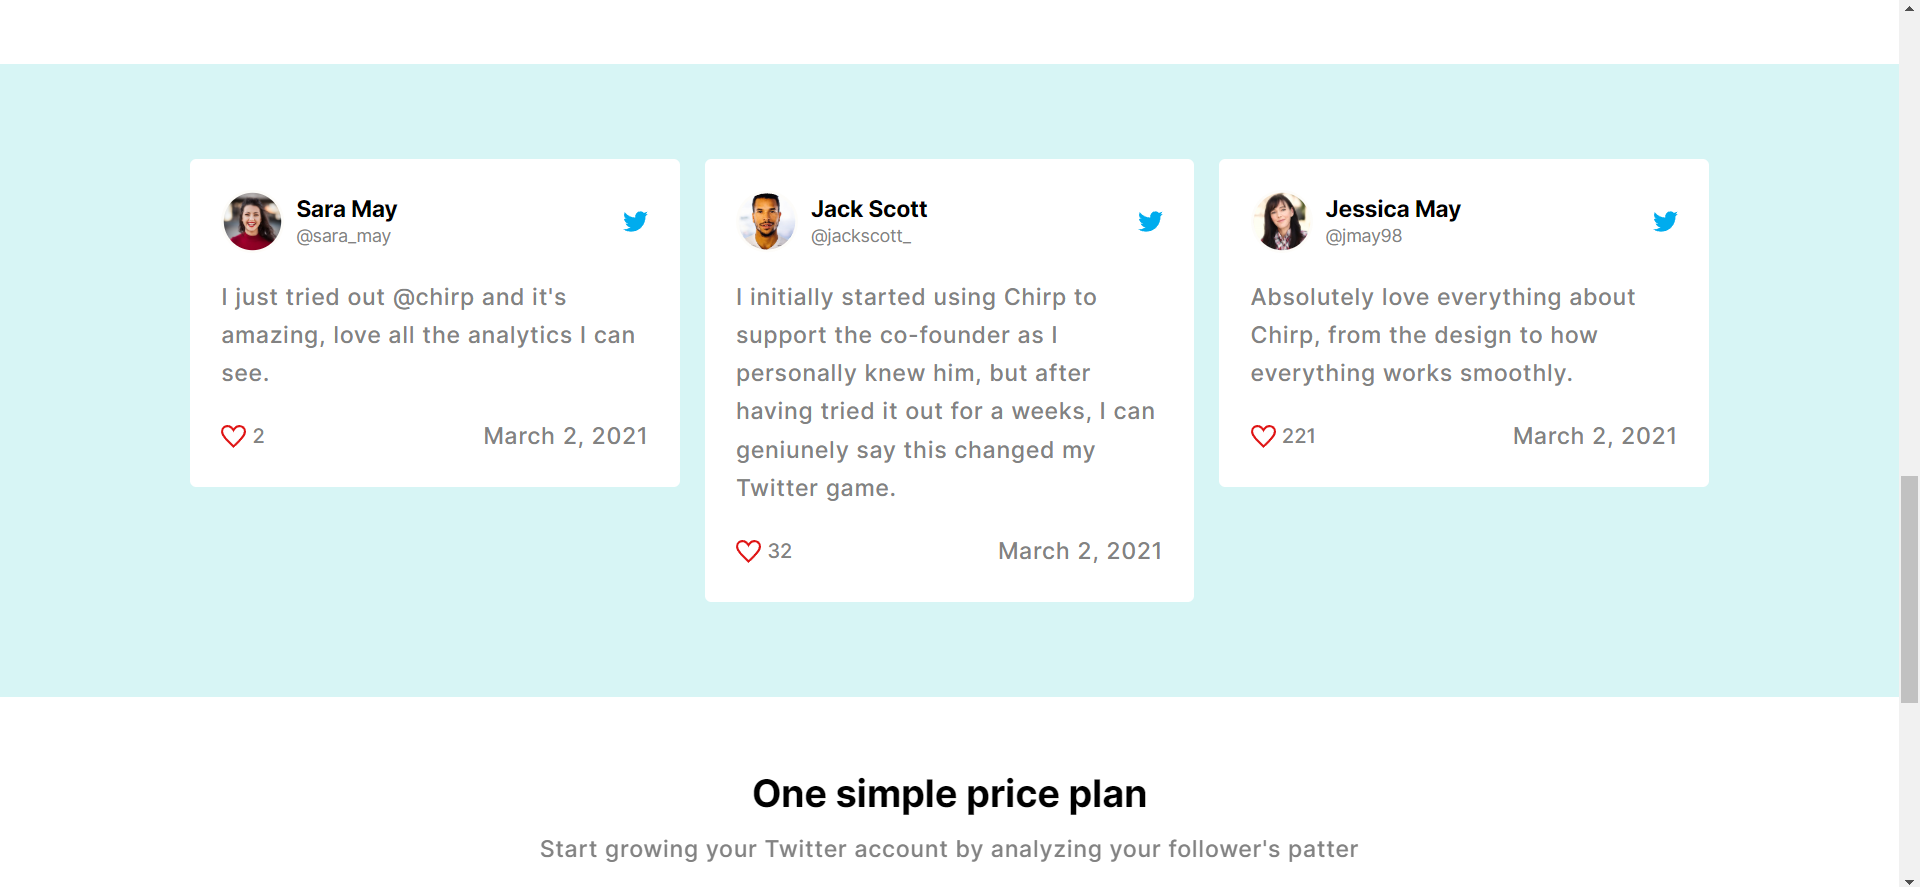 Sara May
@sara_may
I just tried out @chirp and it's
amazing, love all the analytics I can
see.
2
March 2, 2021
Jack Scott
@jackscott_
I initially started using Chirp to
support the co-founder as I
personally knew him, but after
having tried it out for a weeks, I can
geniunely say this changed my
Twitter game.
32
March 2, 2021
Jessica May
@jmay98
Absolutely love everything about
Chirp, from the design to how
everything works smoothly.
221
March 2, 2021
One simple price plan
Start growing your Twitter account by analyzing your follower's patter